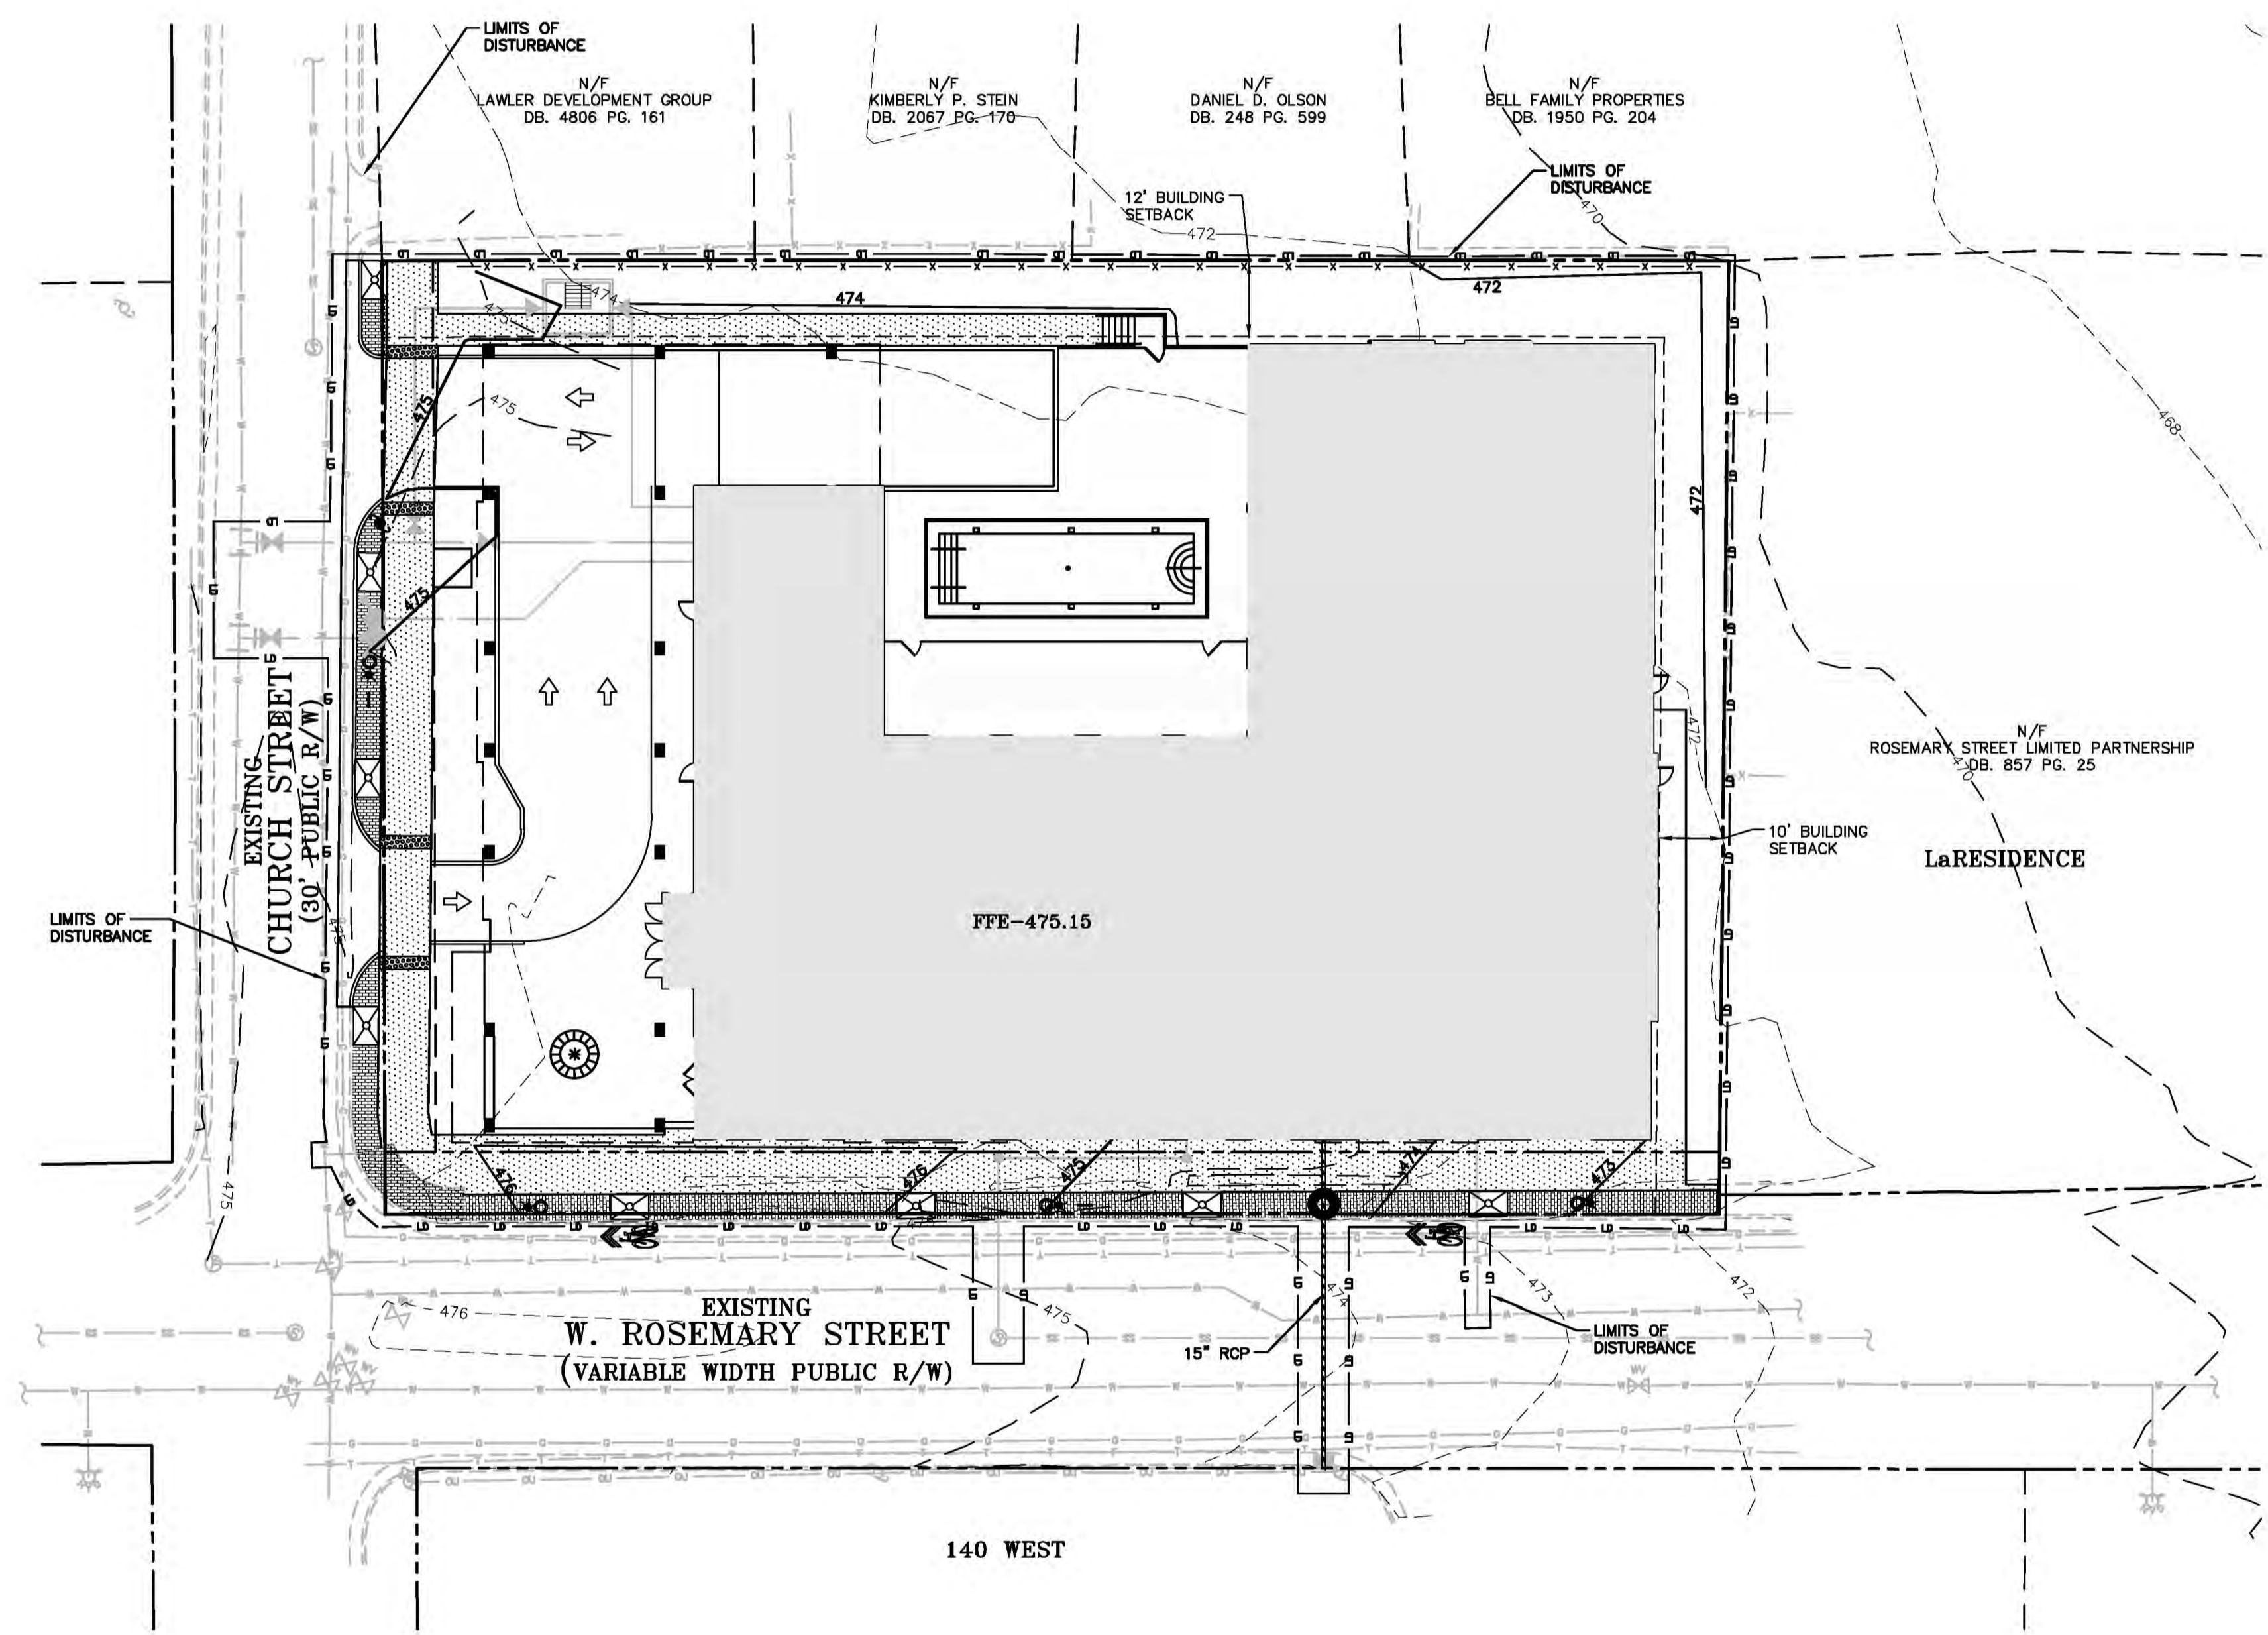 LIMITS OF
DISTURBANCE
N/F
LAWLER DEVELOPMENT GROUP
DB. 4806 PG. 161
N/F
KIMBERLY P. STEIN
DB. 2067 PG. 170
N/F
DANIEL D. OLSON
DB. 248 PG. 599
N/F
BELL FAMILY PROPERTIES
DB. 1950 PG. 204
LIMITS OF
DISTURBANCE
12' BUILDING
SETBACK
470
472
474
474
472
475
475
475
468
472
475
472
N/F
ROSEMARY STREET LIMITED PARTNERSHIP
DB. 857 PG. 25
470
EXISTING
CHURCH STREET
(30' PUBLIC R/W)
475
10' BUILDING
SETBACK
LaRESIDENCE
LIMITS OF
DISTURBANCE
FFE-475.15
476
476
475
474
473
475
476
475
474
473
472
EXISTING
W. ROSEMARY STREET
(VARIABLE WIDTH PUBLIC R/W)
15" RCP
LIMITS OF
DISTURBANCE
140 WEST